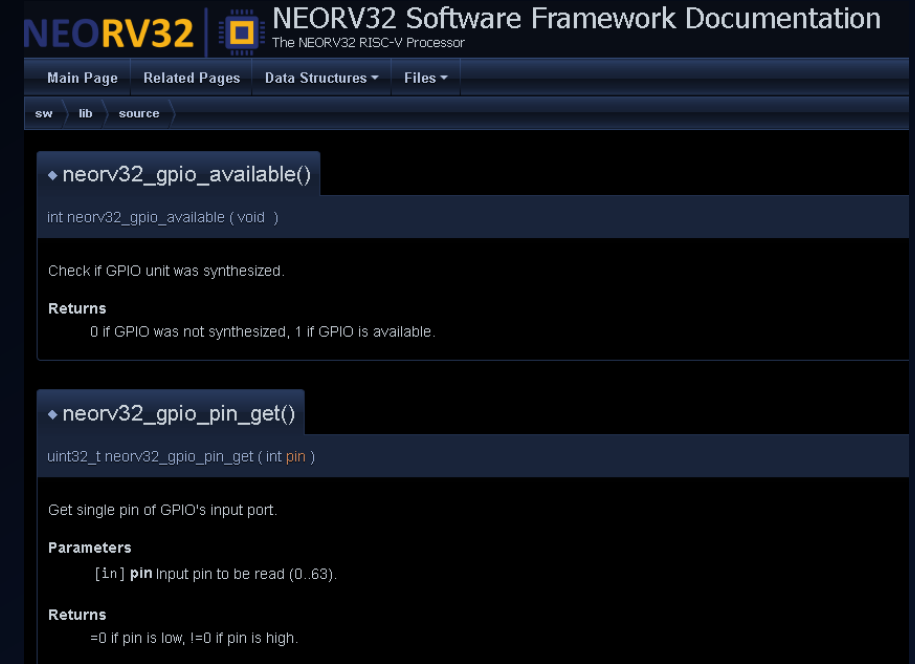 NEORV32
NEORV32 Software Framework Documentation
The NEORV32 RISC-V Processor
Main Page Related Pages Data Structures Files
sw lib source
neorv32_gpio_available()
int neorv32_gpio_available ( void )
Check if GPIO unit was synthesized.
Returns
0 if GPIO was not synthesized, 1 if GPIO is available.
neorv32_gpio_pin_get()
uint32_t neorv32_gpio_pin_get ( int pin )
Get single pin of GPIO's input port.
Parameters
[in] pin Input pin to be read (0..63).
Returns
=0 if pin is low, !=0 if pin is high.